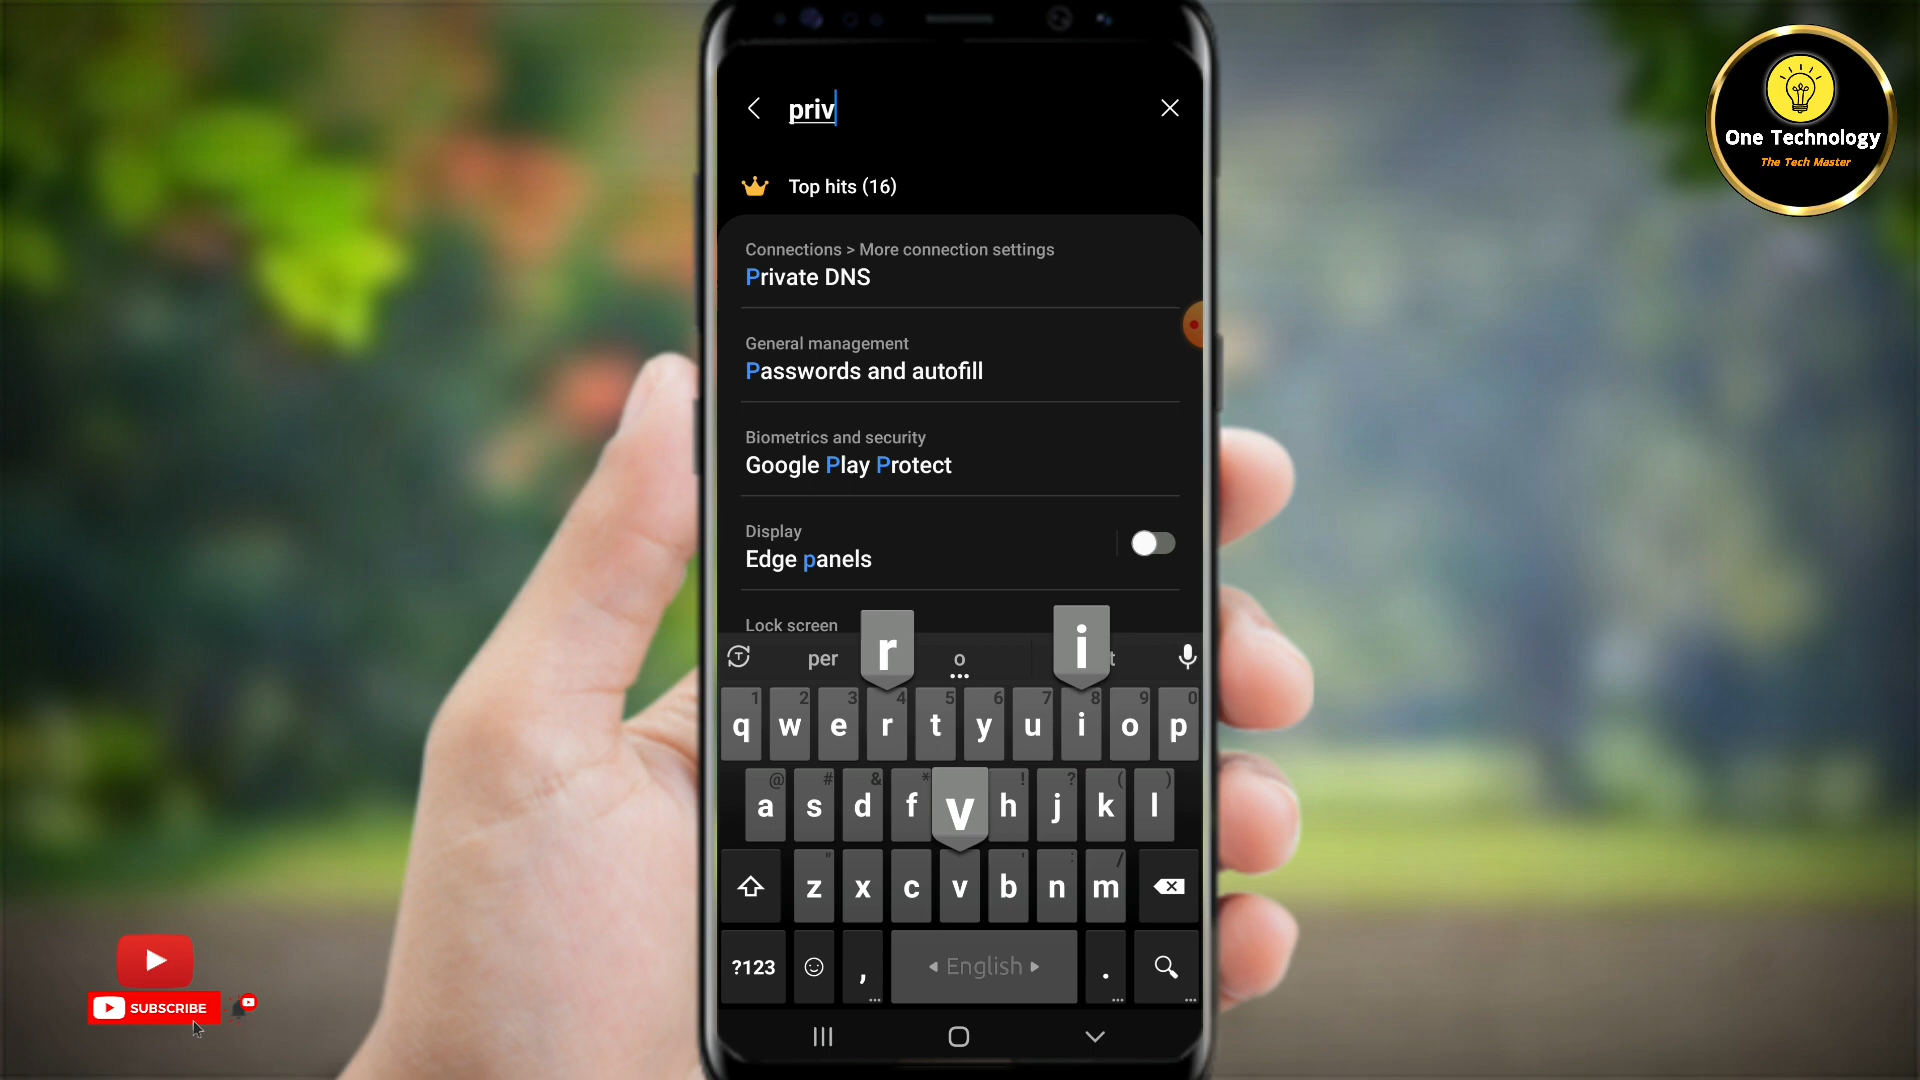 priv
Top hits (16)
Connections > More connection settings
Private DNS
General management
Passwords and autofill
Biometrics and security
Google Play Protect
Display
Edge panels
Lock screen
per r o i t
1 2 3 4 5 6 7 8 9 0
q w e r t y u i o p
@ # & * ! ? ( )
a s d f v h j k l
" ' : /
z x c v b n m
?123 , ◂ English ▸ .
One Technology
The Tech Master
SUBSCRIBE